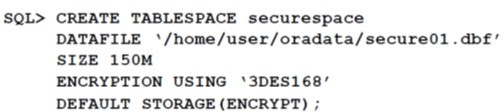 SQL> CREATE TABLESPACE securespace
DATAFILE ‘/home/user/oradata/secure01.dbf’
SIZE 150M
ENCRYPTION USING ‘3DES168’
DEFAULT STORAGE(ENCRYPT);